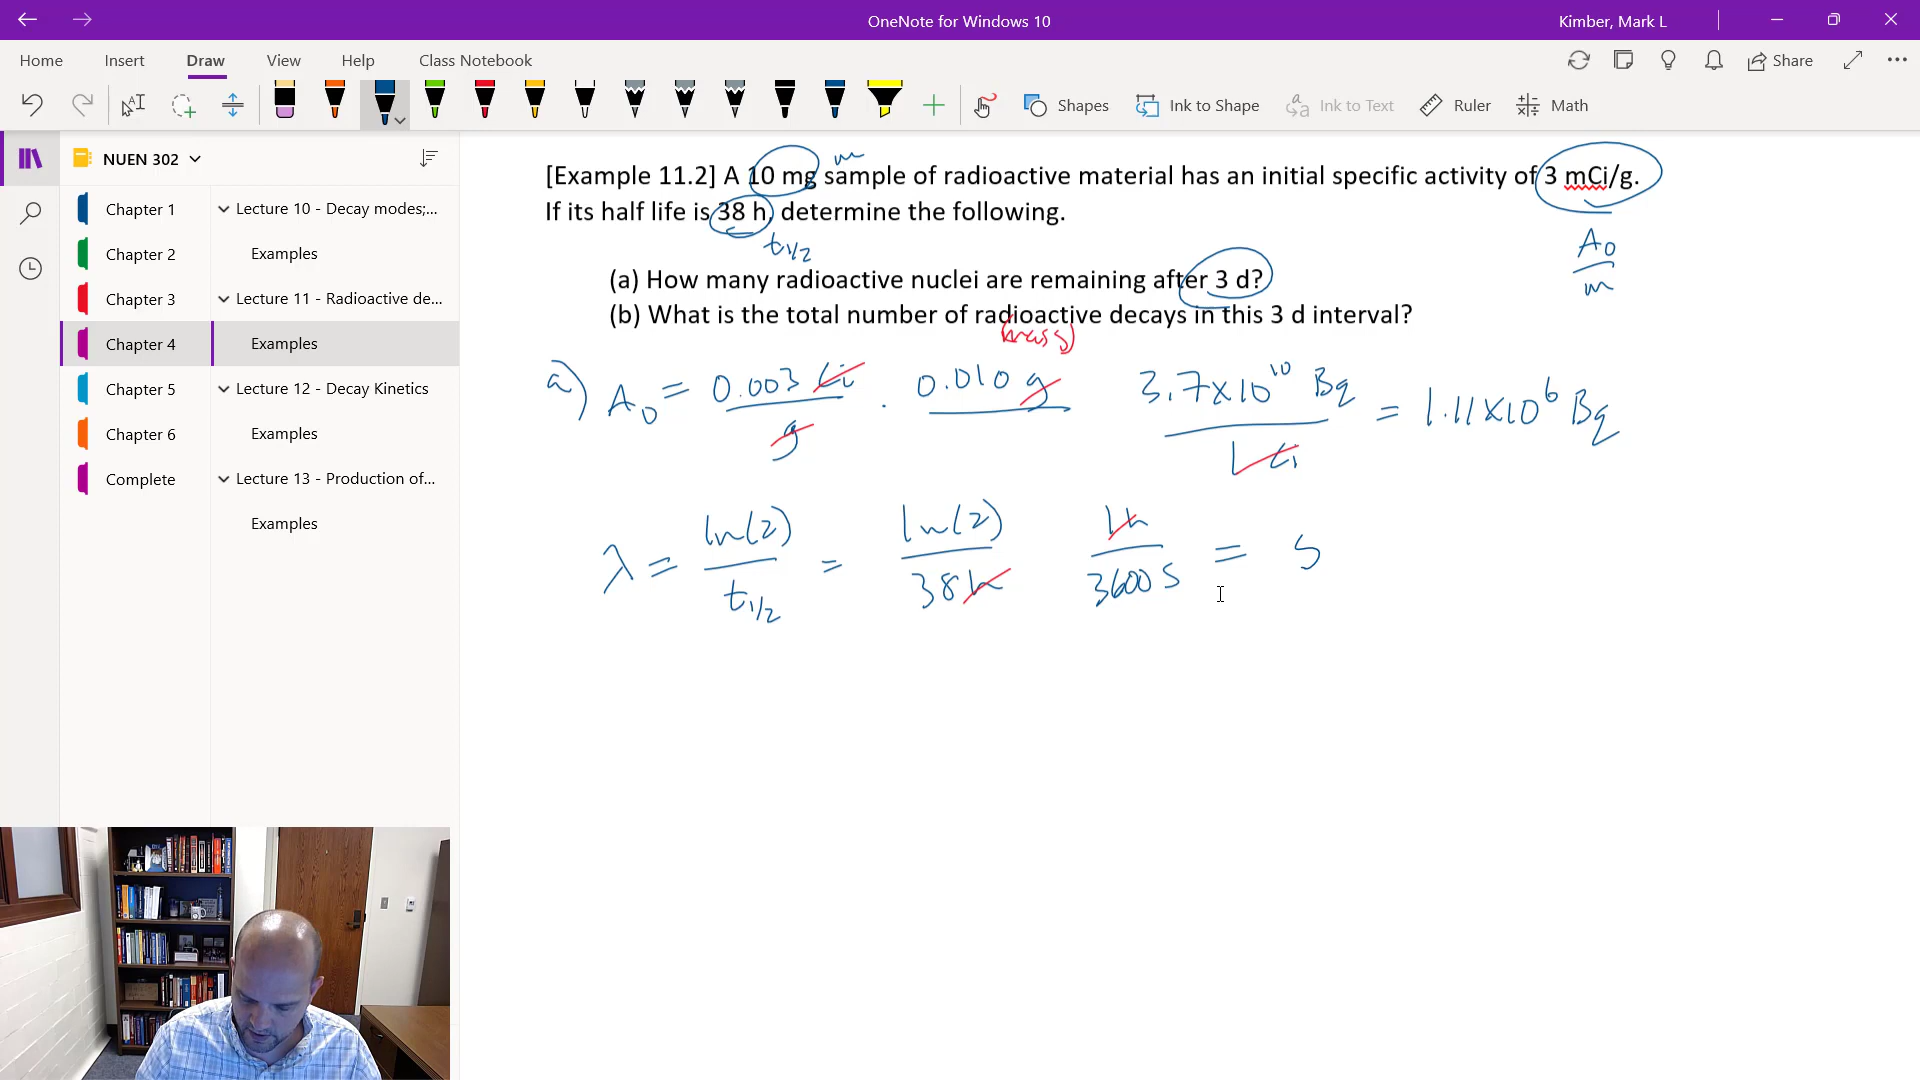 OneNote for Windows 10
Kimber, Mark L
Home Insert Draw View Help Class Notebook
Share
Shapes Ink to Shape Ink to Text Ruler Math
NUEN 302
Chapter 1
Chapter 2
Chapter 3
Chapter 4
Chapter 5
Chapter 6
Complete
Lecture 10 - Decay modes;...
Examples
Lecture 11 - Radioactive de...
Examples
Lecture 12 - Decay Kinetics
Examples
Lecture 13 - Production of...
Examples
m
[Example 11.2] A 10 mg sample of radioactive material has an initial specific activity of 3 mCi/g.
If its half life is 38 h, determine the following.
t1/2
A0/m
(a) How many radioactive nuclei are remaining after 3 d?
(b) What is the total number of radioactive decays in this 3 d interval?
(mass)
a) A0 = 0.003 Ci/g · 0.010 g 3.7x10^10 Bq/1 Ci = 1.11x10^6 Bq
λ = ln(2)/t1/2 = ln(2)/38h 1h/3600s = s